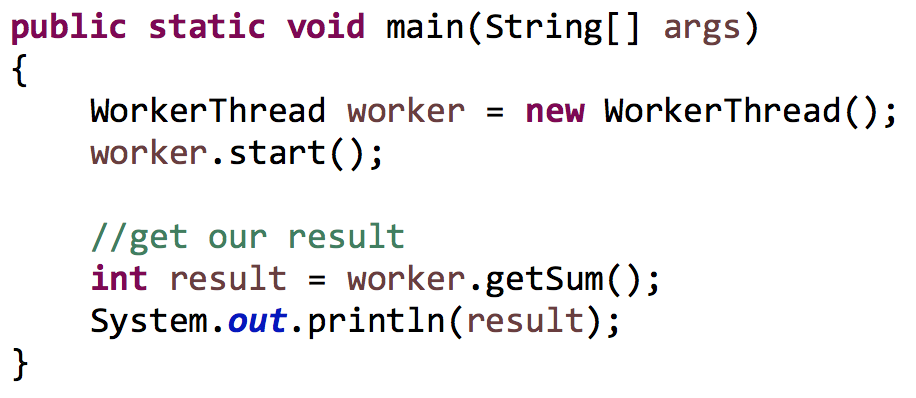 public static void main(String[] args)
{
    WorkerThread worker = new WorkerThread();
    worker.start();

    //get our result
    int result = worker.getSum();
    System.out.println(result);
}